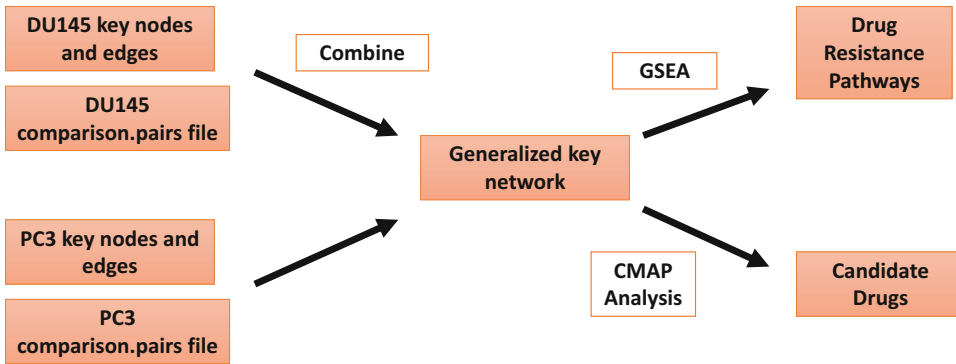 DU145 key nodes
and edges
DU145
comparison.pairs file
PC3 key nodes and
edges
PC3
comparison.pairs file
Combine
Generalized key
network
GSEA
CMAP
Analysis
Drug
Resistance
Pathways
Candidate
Drugs